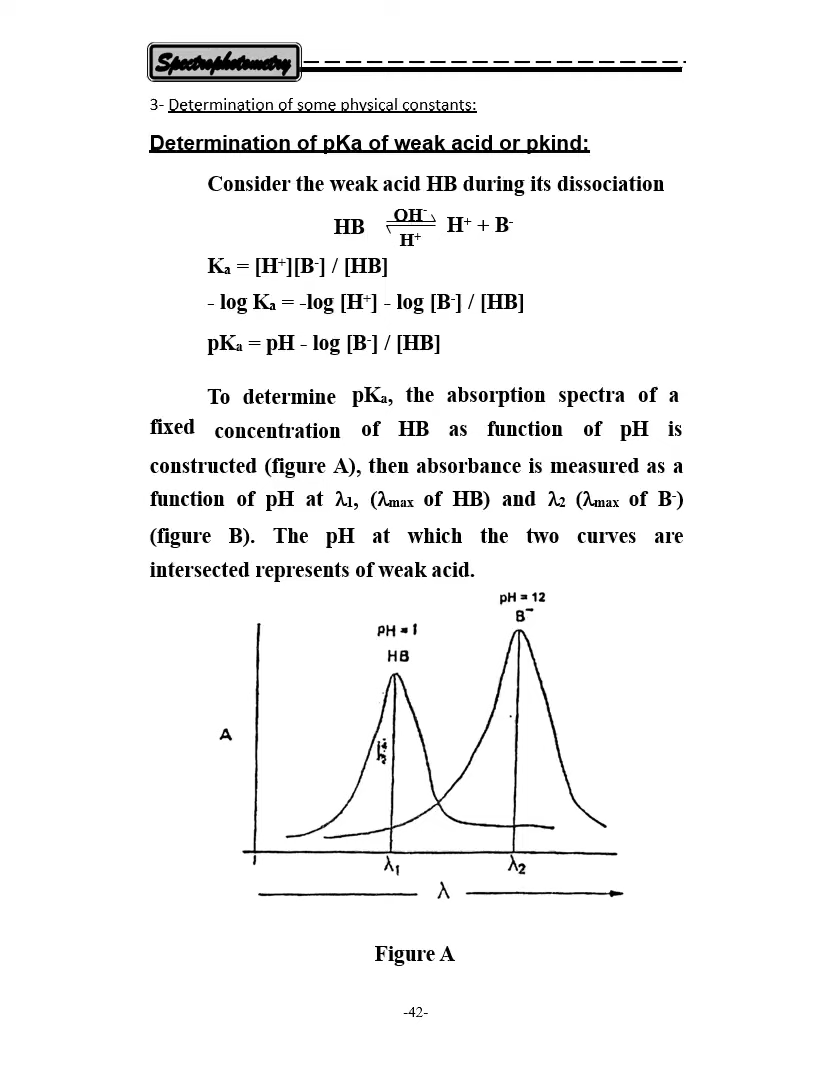 Spectrophotometry
3- Determination of some physical constants:
Determination of pKa of weak acid or pkind:
Consider the weak acid HB during its dissociation
HB OH⁻ H⁺ H⁺ + B⁻
Kₐ = [H⁺][B⁻] / [HB]
- log Kₐ = -log [H⁺] - log [B⁻] / [HB]
pKₐ = pH - log [B⁻] / [HB]
To determine pKₐ, the absorption spectra of a
fixed concentration of HB as function of pH is
constructed (figure A), then absorbance is measured as a
function of pH at λ₁, (λmax of HB) and λ₂ (λmax of B⁻)
(figure B). The pH at which the two curves are
intersected represents of weak acid.
pH = 12
B⁻
PH = 1
HB
A
λ₁
λ₂
λ
Figure A
-42-